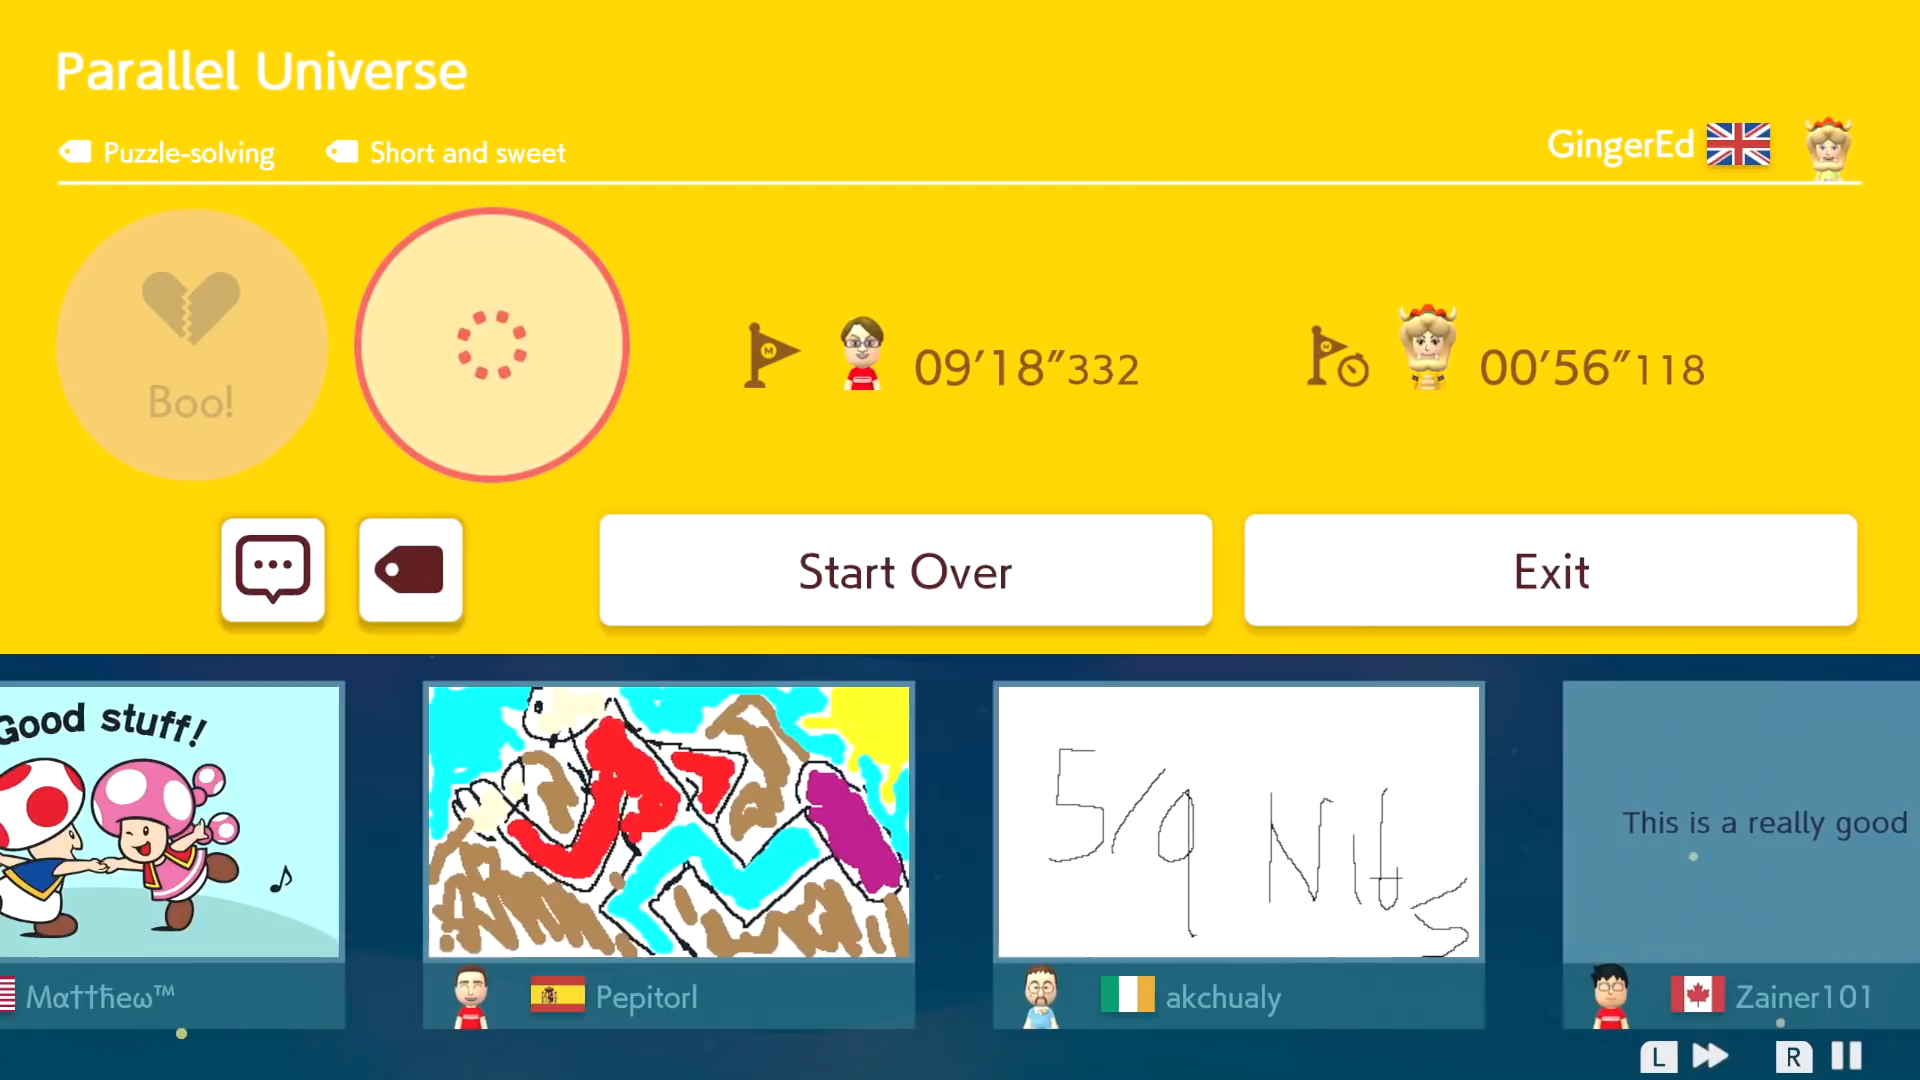 Parallel Universe
Puzzle-solving
Short and sweet
GingerEd
Boo!
M
09′18″332
M
00′56″118
Start Over
Exit
Good stuff!
5/9 Nits
This is a really good
Mαττħeω™
Pepitorl
akchualy
Zainer101
L
R